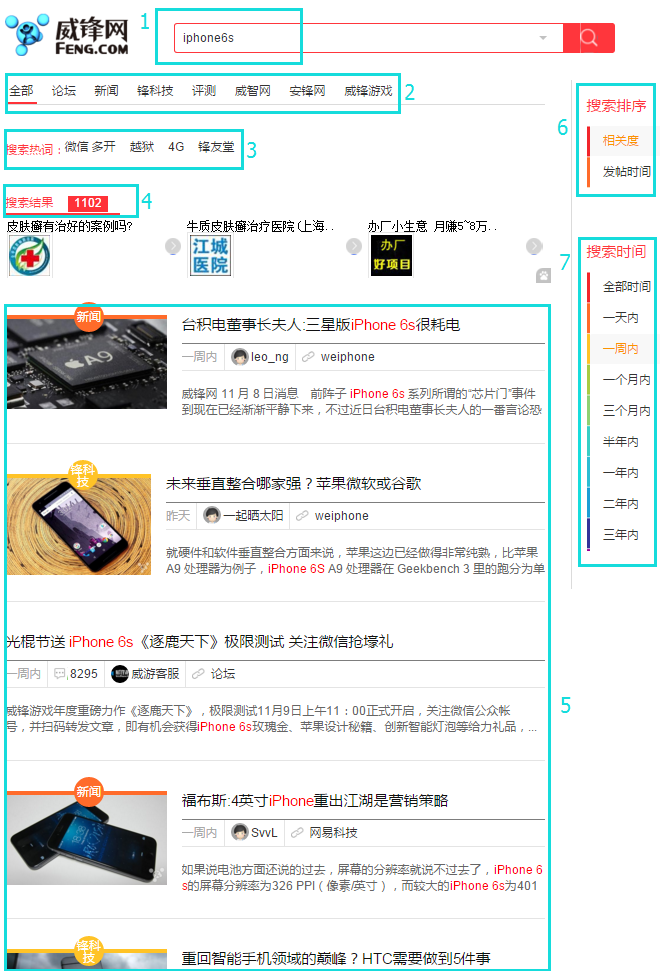 威锋网
FENG.COM
1
iphone6s
全部 论坛 新闻 锋科技 评测 威智网 安锋网 威锋游戏
2
搜索热词： 微信 多开 越狱 4G 锋友堂
3
搜索结果 1102
4
皮肤癣有治好的案例吗? 牛质皮肤癣治疗医院(上海.. 办厂小生意 月赚5~8万..
江城
医院
办厂
好项目
6
搜索排序
相关度
发帖时间
7
搜索时间
全部时间
一天内
一周内
一个月内
三个月内
半年内
一年内
二年内
三年内
5
新闻
A9
台积电董事长夫人:三星版iPhone 6s很耗电
一周内 leo_ng weiphone
威锋网 11 月 8 日消息 前阵子 iPhone 6s 系列所谓的“芯片门”事件
到现在已经渐渐平静下来，不过近日台积电董事长夫人的一番言论恐
锋科
技
未来垂直整合哪家强？苹果微软或谷歌
昨天 一起晒太阳 weiphone
就硬件和软件垂直整合方面来说，苹果这边已经做得非常纯熟，比苹果
A9 处理器为例子，iPhone 6S A9 处理器在 Geekbench 3 里的跑分为单
光棍节送 iPhone 6s《逐鹿天下》极限测试 关注微信抢壕礼
一周内 8295 威游客服 论坛
威锋游戏年度重磅力作《逐鹿天下》，极限测试11月9日上午11：00正式开启，关注微信公众帐
号，并扫码转发文章，即有机会获得iPhone 6s玫瑰金、苹果设计秘籍、创新智能灯泡等给力礼品，...
新闻
福布斯:4英寸iPhone重出江湖是营销策略
一周内 SvvL 网易科技
如果说电池方面还说的过去，屏幕的分辨率就说不过去了，iPhone 6
s的屏幕分辨率为326 PPI（像素/英寸），而较大的iPhone 6s为401
锋科
技
重回智能手机领域的巅峰？HTC需要做到5件事